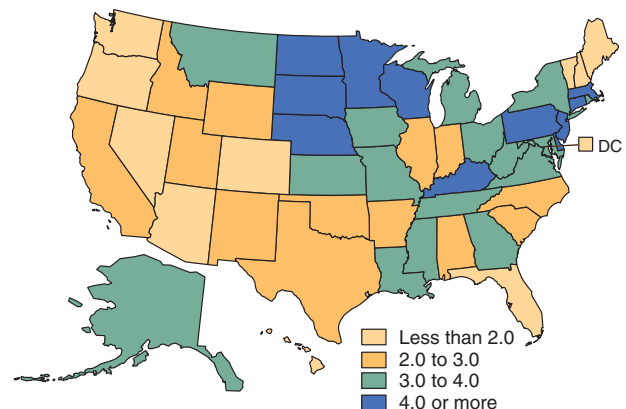 DC
Less than 2.0
2.0 to 3.0
3.0 to 4.0
4.0 or more